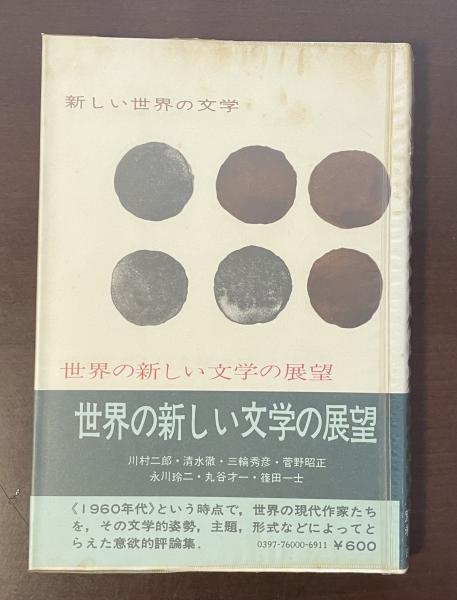 新しい世界の文学
世界の新しい文学の展望
世界の新しい文学の展望
川村二郎・清水徹・三輪秀彦・菅野昭正
永川玲二・丸谷才一・篠田一士
《1960年代》という時点で，世界の現代作家たち
を，その文学的姿勢，主題，形式などによってと
らえた意欲的評論集．
0397-76000-6911 ¥600